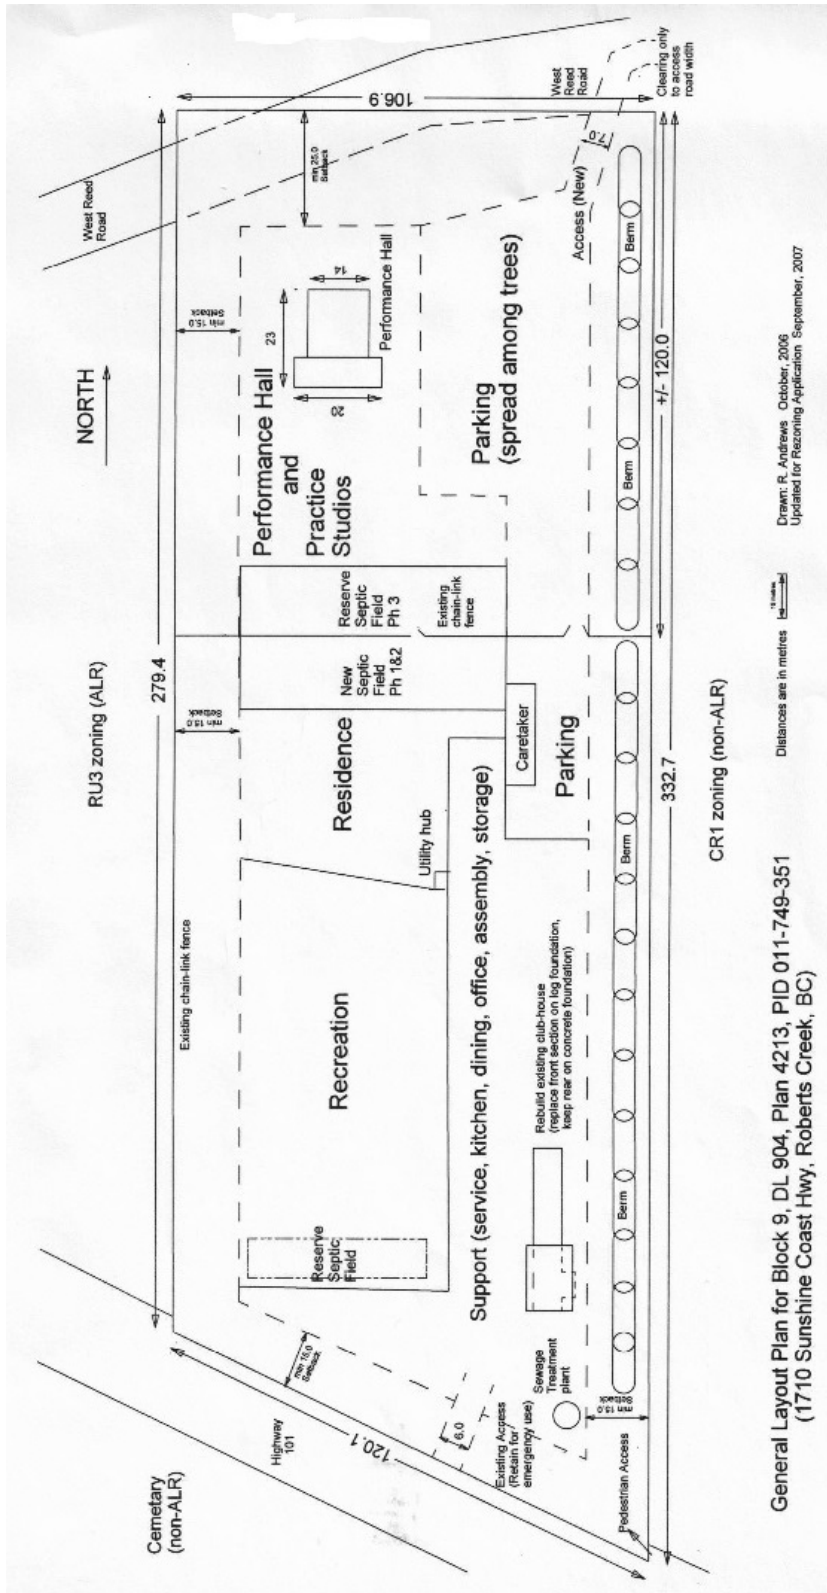 West Reed
Road
106.9
West
Reed
Road
Clearing only
to access
road width
min 25.0
Setback
7.0
Access (New)
NORTH
min 15.0
Setback
14
23
20
Performance Hall
Performance Hall
and
Practice
Studios
Parking
(spread among trees)
Berm
Berm
+/- 120.0
Reserve
Septic
Field
Ph 3
Existing
chain-link
fence
New
Septic
Field
Ph 1&2
RU3 zoning (ALR)
279.4
min 15.0
Setback
Residence
Caretaker
Parking
Utility hub
Support (service, kitchen, dining, office, assembly, storage)
332.7
CR1 zoning (non-ALR)
Berm
Existing chain-link fence
Recreation
Rebuild existing club-house
(replace front section on log foundation,
keep rear on concrete foundation)
Berm
Reserve
Septic
Field
min 15.0
Setback
Sewage
Treatment
plant
6.0
Existing Access
(Retain for
emergency use)
min 15.0
Setback
Highway
101
120.1
Pedestrian Access
Cemetary
(non-ALR)
Distances are in metres
Drawn: R. Andrews October, 2006
Updated for Rezoning Application September, 2007
General Layout Plan for Block 9, DL 904, Plan 4213, PID 011-749-351
(1710 Sunshine Coast Hwy, Roberts Creek, BC)